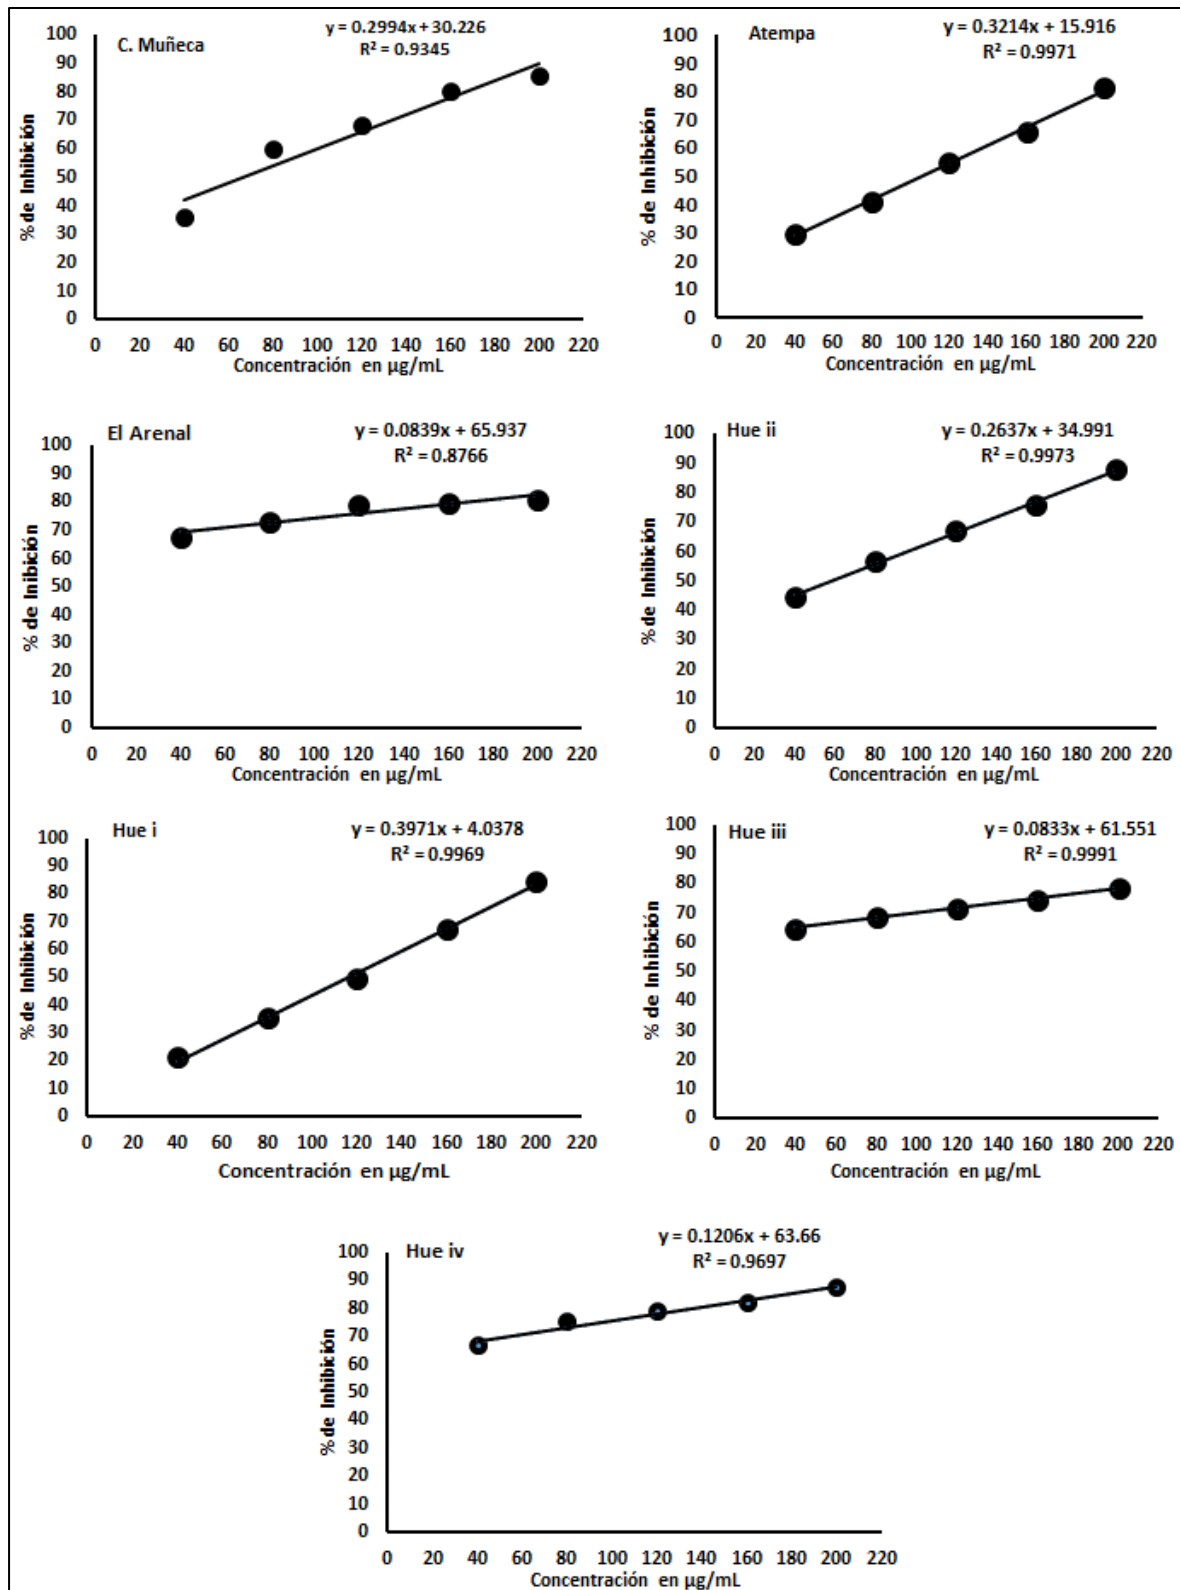 C. Muñeca
y = 0.2994x + 30.226
R² = 0.9345
100
90
80
70
60
50
40
30
20
10
0
% de Inhibición
0 20 40 60 80 100 120 140 160 180 200 220
Concentración en µg/mL
Atempa
y = 0.3214x + 15.916
R² = 0.9971
100
90
80
70
60
50
40
30
20
10
0
% de Inhibición
0 20 40 60 80 100 120 140 160 180 200 220
Concentración en µg/mL
El Arenal
y = 0.0839x + 65.937
R² = 0.8766
100
90
80
70
60
50
40
30
20
10
0
% de Inibición
0 20 40 60 80 100 120 140 160 180 200 220
Concentración en µg/mL
Hue ii
y = 0.2637x + 34.991
R² = 0.9973
100
90
80
70
60
50
40
30
20
10
0
% de Inhibición
0 20 40 60 80 100 120 140 160 180 200 220
Concentración en µg/mL
Hue i
y = 0.3971x + 4.0378
R² = 0.9969
100
90
80
70
60
50
40
30
20
10
0
% de Inhibición
0 20 40 60 80 100 120 140 160 180 200 220
Concentración en µg/mL
Hue iii
y = 0.0833x + 61.551
R² = 0.9991
100
90
80
70
60
50
40
30
20
10
0
% de Inhibición
0 20 40 60 80 100 120 140 160 180 200 220
Concentración en µg/mL
Hue iv
y = 0.1206x + 63.66
R² = 0.9697
100
90
80
70
60
50
40
30
20
10
0
% de Inhibición
0 20 40 60 80 100 120 140 160 180 200 220
Concentración en µg/mL